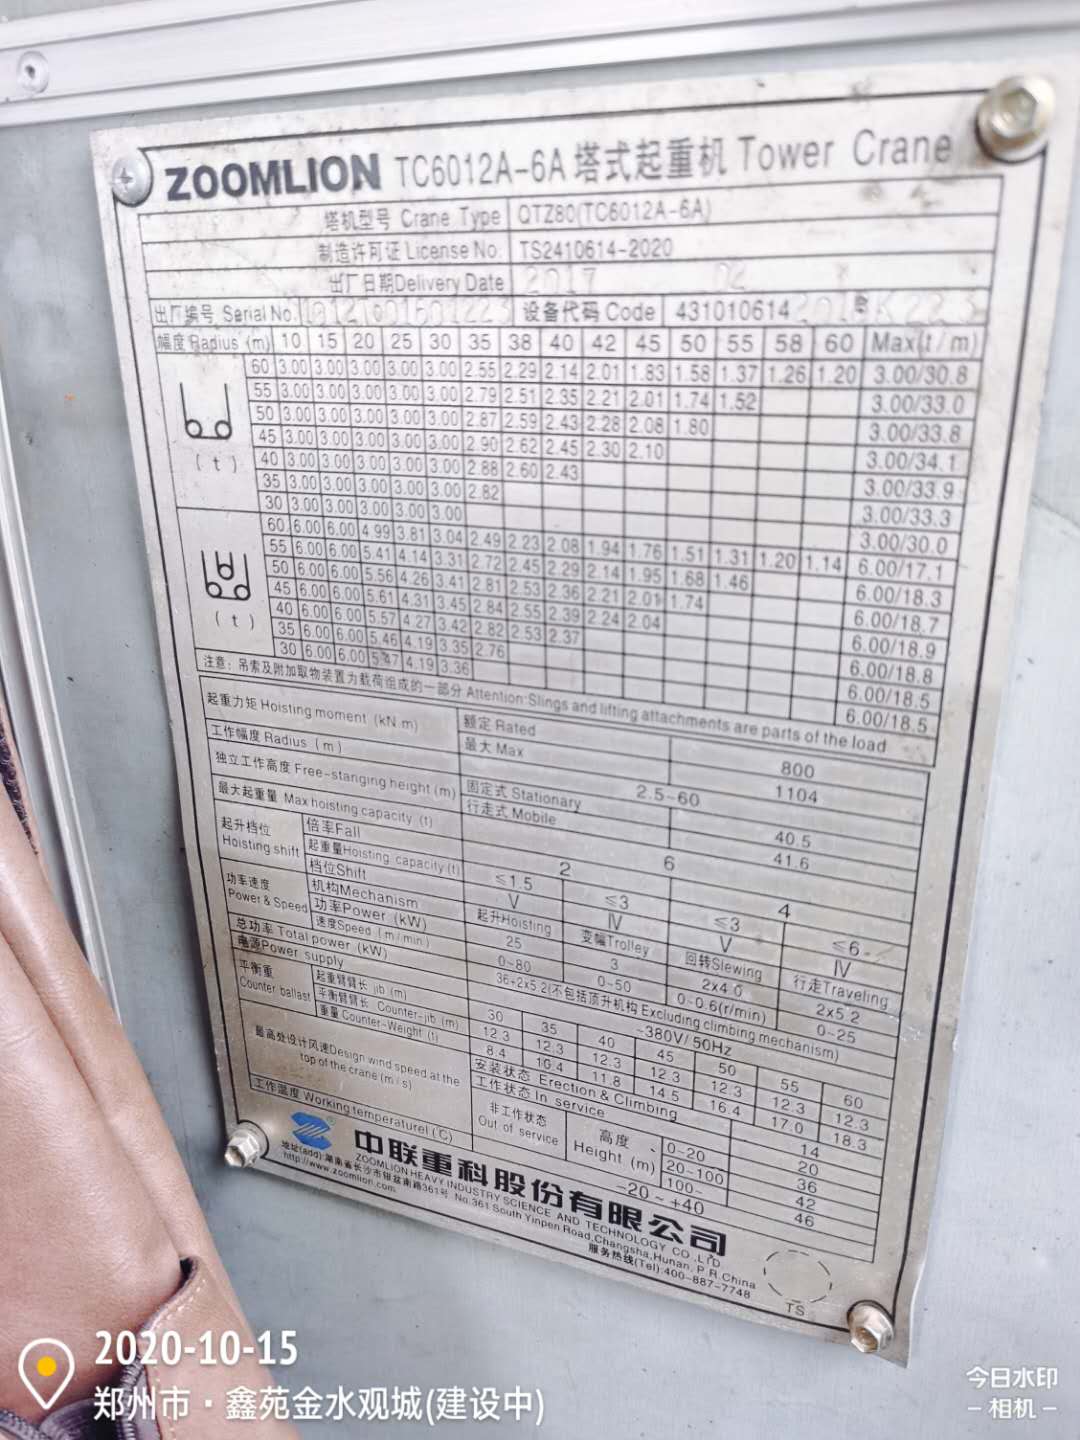 ZOOMLION TC6012A-6A 塔式起重机 Tower Crane
塔机型号 Crane Type QTZ80(TC6012A-6A)
制造许可证 License No. TS2410614-2020
出厂日期Delivery Date 2017 04
出厂编号 Serial No. 设备代码 Code 431010614
幅度 Radius (m) 10 15 20 25 30 35 38 40 42 45 50 55 58 60 Max(t/m)
60 3.00 3.00 3.00 3.00 3.00 2.55 2.29 2.14 2.01 1.83 1.58 1.37 1.26 1.20 3.00/30.8
55 3.00 3.00 3.00 3.00 3.00 2.79 2.51 2.35 2.21 2.01 1.74 1.52 3.00/33.0
50 3.00 3.00 3.00 3.00 3.00 2.87 2.59 2.43 2.28 2.08 1.80 3.00/33.8
45 3.00 3.00 3.00 3.00 3.00 2.90 2.62 2.45 2.30 2.10 3.00/34.1
(t)
40 3.00 3.00 3.00 3.00 3.00 2.88 2.60 2.43 3.00/33.9
35 3.00 3.00 3.00 3.00 3.00 2.82 3.00/33.3
30 3.00 3.00 3.00 3.00 3.00 3.00/30.0
60 6.00 6.00 4.99 3.81 3.04 2.49 2.23 2.08 1.94 1.76 1.51 1.31 1.20 1.14 6.00/17.1
55 6.00 6.00 5.41 4.14 3.31 2.72 2.45 2.29 2.14 1.95 1.68 1.46 6.00/18.3
50 6.00 6.00 5.56 4.26 3.41 2.81 2.53 2.36 2.21 2.01 1.74 6.00/18.7
45 6.00 6.00 5.61 4.31 3.45 2.84 2.55 2.39 2.24 2.04 6.00/18.9
(t)
40 6.00 6.00 5.57 4.27 3.42 2.82 2.53 2.37 6.00/18.8
35 6.00 6.00 5.46 4.19 3.35 2.76 6.00/18.5
30 6.00 6.00 5.47 4.19 3.36 6.00/18.5
注意：吊索及附加取物装置为载荷组成的一部分 Attention:Slings and lifting attachments are parts of the load
起重力矩 Hoisting moment (kN.m) 额定 Rated 800
最大 Max 1104
工作幅度 Radius (m) 2.5~60
独立工作高度 Free-stanging height (m) 固定式 Stationary 40.5
行走式 Mobile 41.6
最大起重量 Max hoisting capacity (t) 6
起升档位 Hoisting shift 倍率Fall 2 4
起重量Hoisting capacity(t) ≤1.5 ≤3 ≤3 ≤6
档位Shift V IV V IV
功率速度 Power & Speed 机构Mechanism 起升Hoisting 变幅Trolley 回转Slewing 行走Traveling
功率Power (kW) 25 3 2x4.0 2x5.2
速度Speed (m/min) 0~80 0~50 0~0.6(r/min) 0~25
总功率 Total power (kW) 36+2x5.2(不包括顶升机构 Excluding climbing mechanism)
电源Power supply ~380V/50Hz
平衡重 Counter ballast 起重臂臂长 jib (m) 30 35 40 45 50 55 60
平衡臂臂长 Counter-jib (m) 12.3 12.3 12.3 12.3 12.3 12.3 12.3
重量 Counter-Weight (t) 8.4 10.4 11.8 14.5 16.4 17.0 18.3
最高处设计风速Design wind speed at the top of the crane (m/s) 安装状态 Erection & Climbing 14
工作状态 In service 20
非工作状态 Out of service 高度 Height (m) 0~20 36
20~100 42
100~ 46
工作温度 Working temperaturel (℃) -20~+40
中联重科股份有限公司
ZOOMLION HEAVY INDUSTRY SCIENCE AND TECHNOLOGY CO.,LTD.
地址(add):湖南省长沙市银盆南路361号 No.361 South Yinpen Road,Changsha,Hunan, P.R.China
http://www.zoomlion.com 服务热线(Tel):400-887-7748
TS
2020-10-15
郑州市·鑫苑金水观城(建设中)
今日水印
-相机-